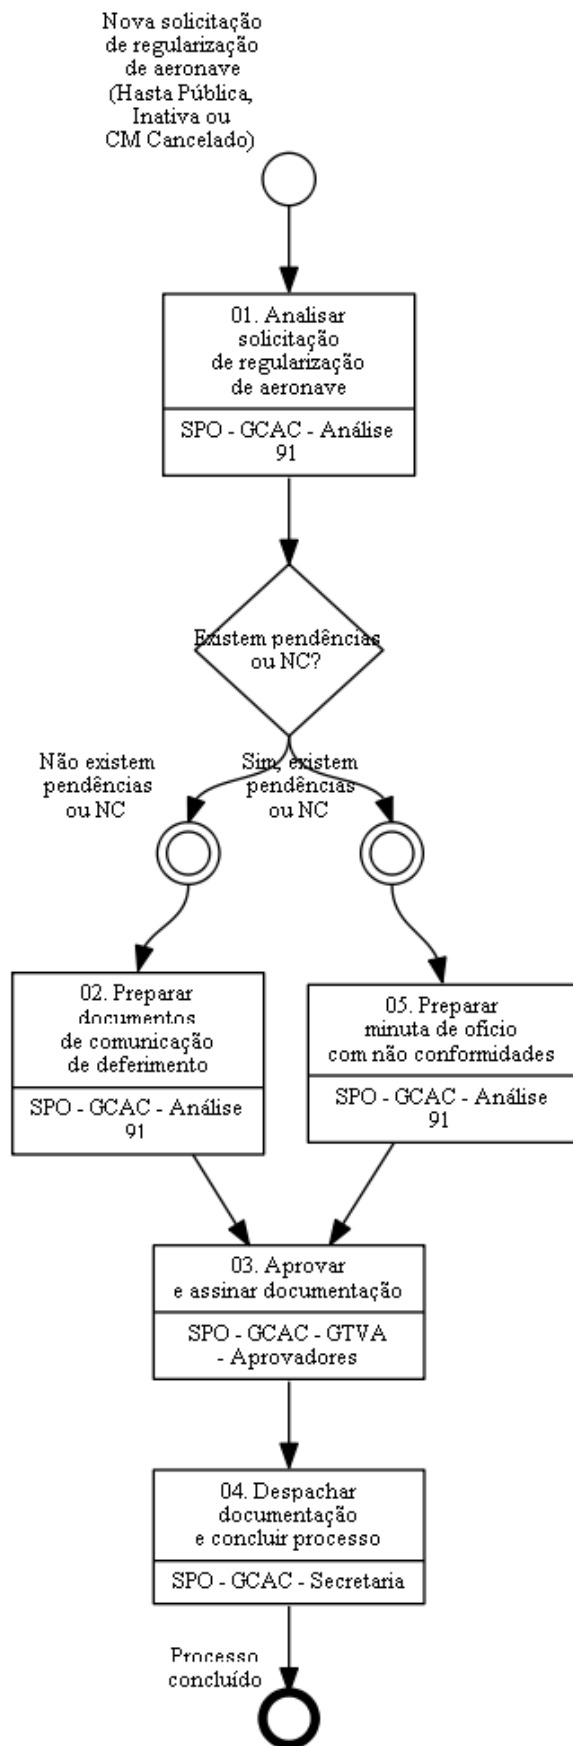 Nova solicitação
de regularização
de aeronave
(Hasta Pública,
Inativa ou
CM Cancelado)
01. Analisar
solicitação
de regularização
de aeronave
SPO - GCAC - Análise
91
Existem pendências
ou NC?
Não existem
pendências
ou NC
Sim, existem
pendências
ou NC
02. Preparar
documentos
de comunicação
de deferimento
SPO - GCAC - Análise
91
05. Preparar
minuta de ofício
com não conformidades
SPO - GCAC - Análise
91
03. Aprovar
e assinar documentação
SPO - GCAC - GTVA
- Aprovadores
04. Despachar
documentação
e concluir processo
SPO - GCAC - Secretaria
Processo
concluído